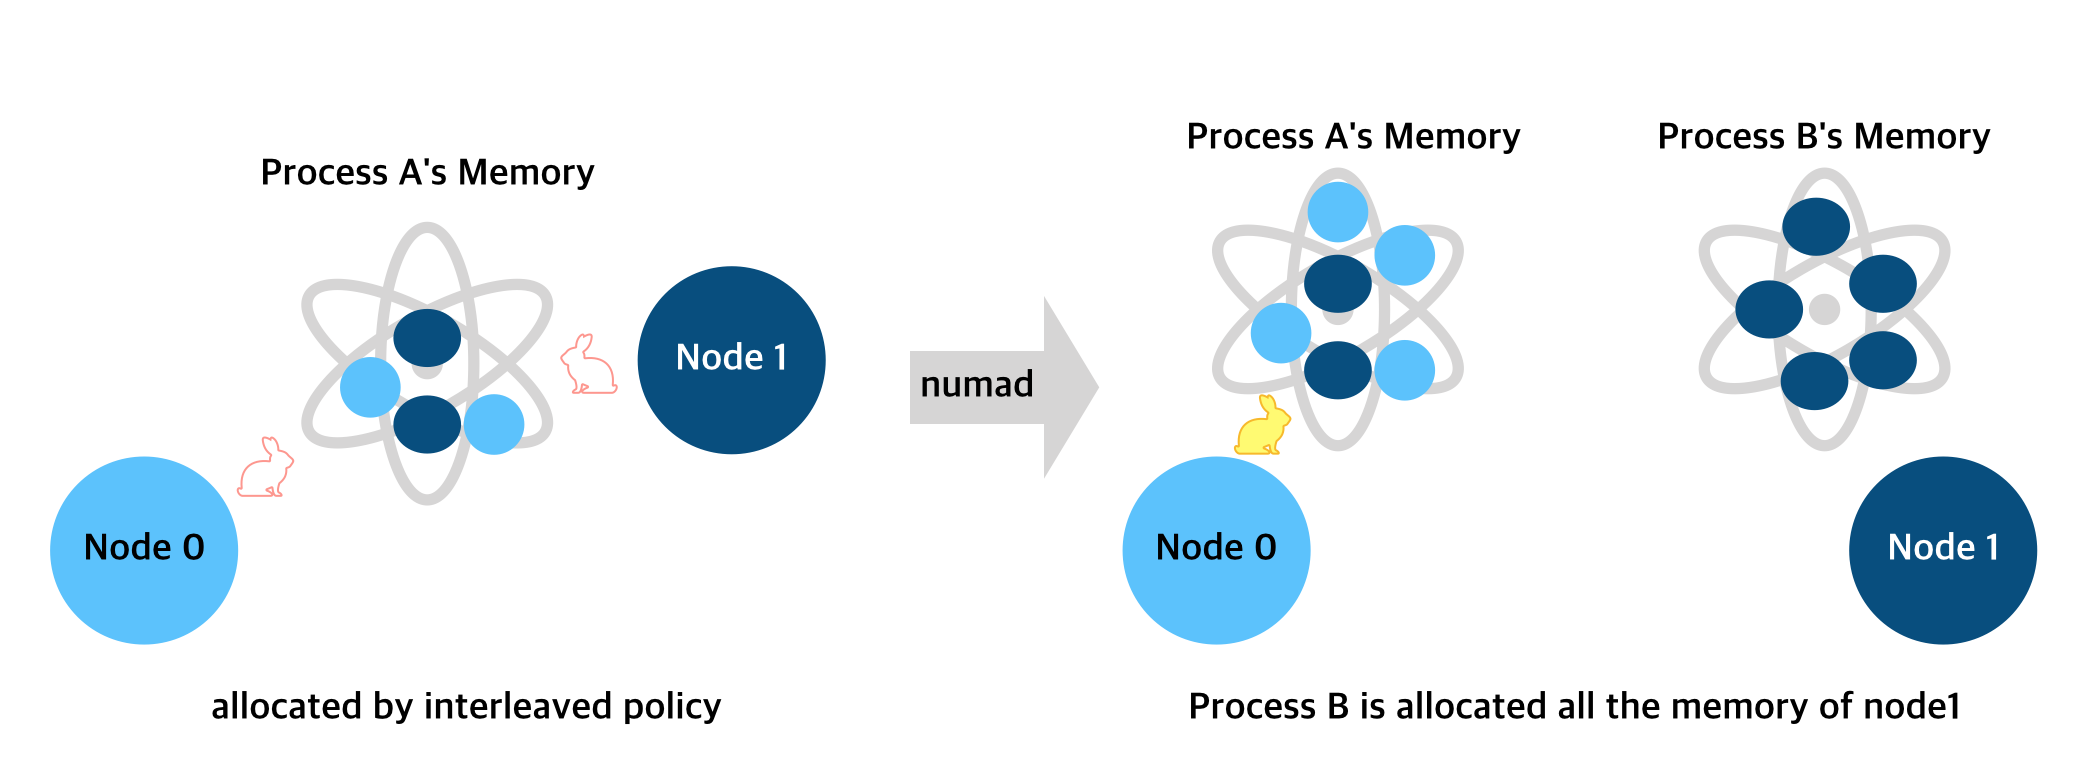 Process A's Memory
Node 1
Node 0
allocated by interleaved policy
numad
Process A's Memory
Process B's Memory
Node 0
Node 1
Process B is allocated all the memory of node1